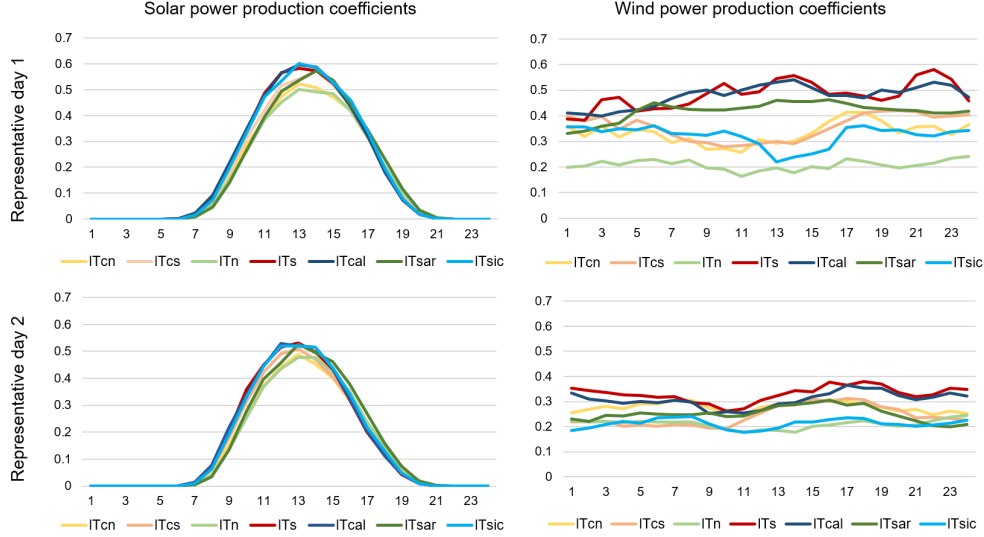 Solar power production coefficients
Wind power production coefficients
Representative day 1
0.7
0.6
0.5
0.4
0.3
0.2
0.1
0
1 3 5 7 9 11 13 15 17 19 21 23
ITcn ITcs ITn ITs ITcal ITsar ITsic
0.7
0.6
0.5
0.4
0.3
0.2
0.1
0
1 3 5 7 9 11 13 15 17 19 21 23
ITcn ITcs ITn ITs ITcal ITsar ITsic
Representative day 2
0.7
0.6
0.5
0.4
0.3
0.2
0.1
0
1 3 5 7 9 11 13 15 17 19 21 23
ITcn ITcs ITn ITs ITcal ITsar ITsic
0.7
0.6
0.5
0.4
0.3
0.2
0.1
0
1 3 5 7 9 11 13 15 17 19 21 23
ITcn ITcs ITn ITs ITcal ITsar ITsic